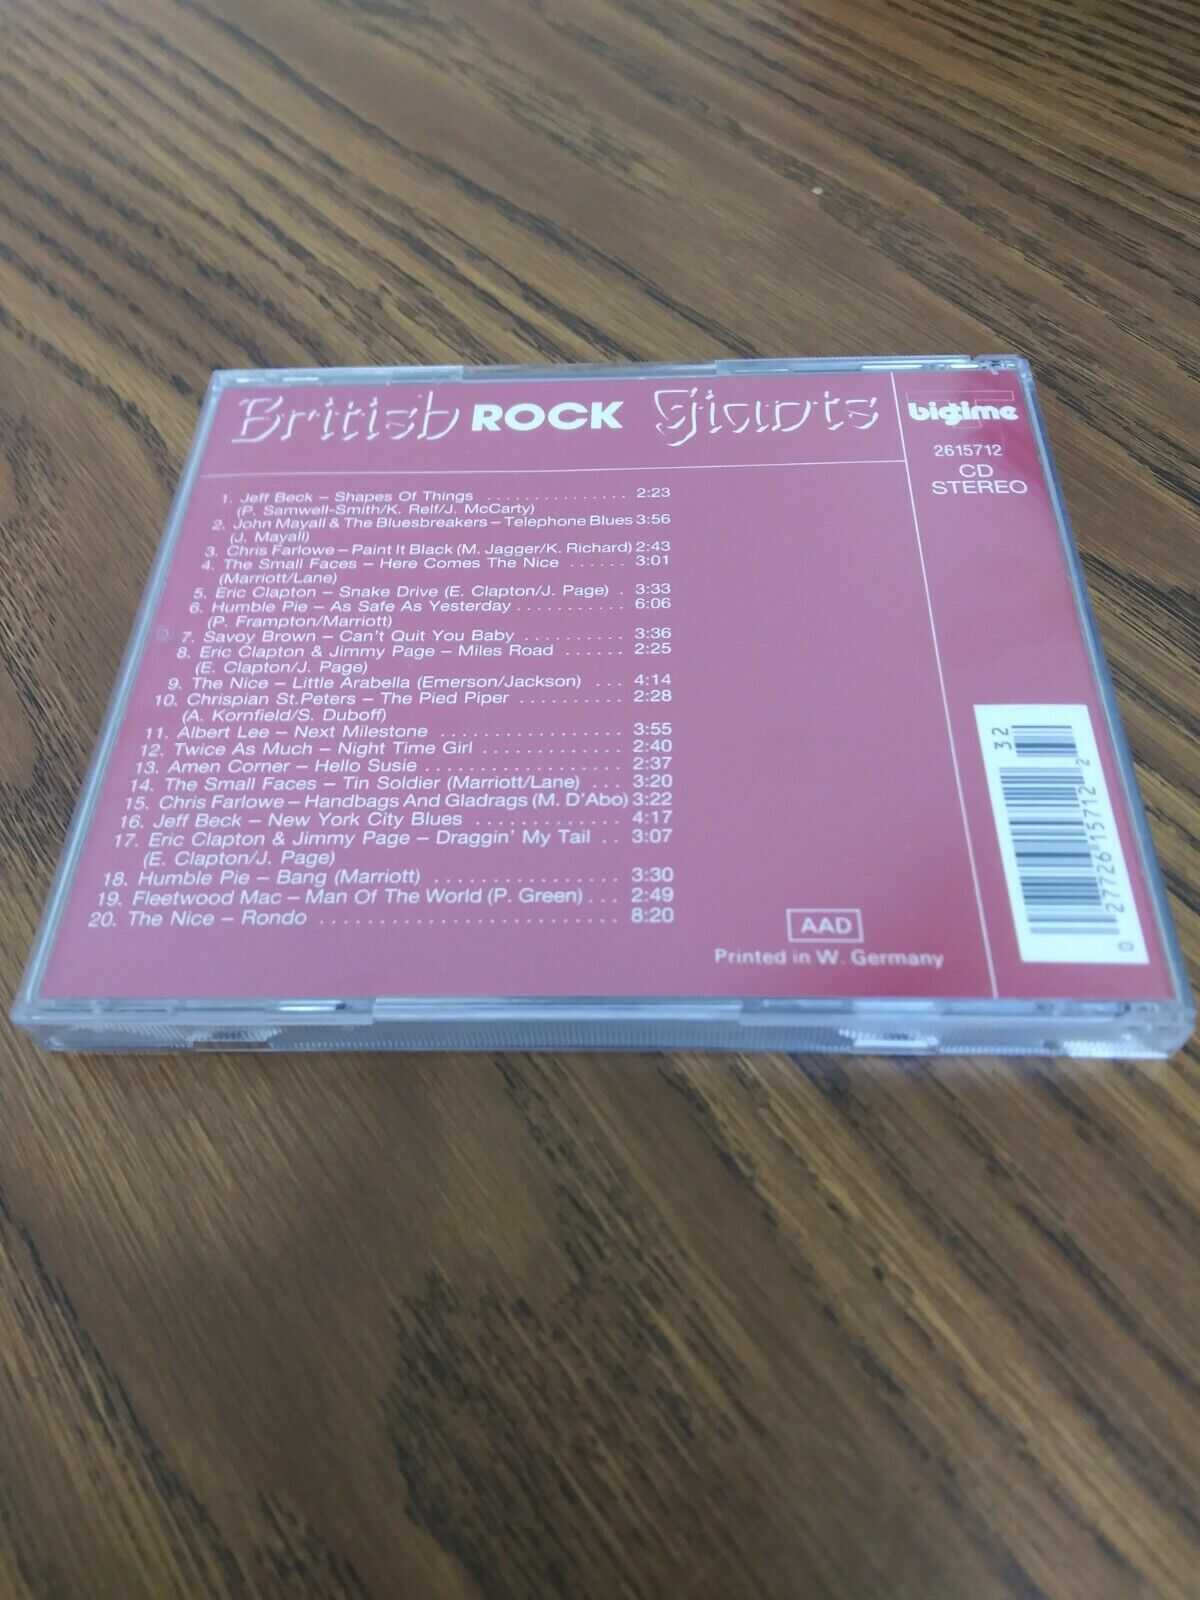 British ROCK Giants
bigtime
2615712
CD
STEREO
1. Jeff Beck – Shapes Of Things ............... 2:23
(P. Samwell-Smith/K. Relf/J. McCarty)
2. John Mayall & The Bluesbreakers – Telephone Blues 3:56
(J. Mayall)
3. Chris Farlowe – Paint It Black (M. Jagger/K. Richard) 2:43
4. The Small Faces – Here Comes The Nice ...... 3:01
(Marriott/Lane)
5. Eric Clapton – Snake Drive (E. Clapton/J. Page) . 3:33
6. Humble Pie – As Safe As Yesterday ........... 6:06
(P. Frampton/Marriott)
7. Savoy Brown – Can't Quit You Baby .......... 3:36
8. Eric Clapton & Jimmy Page – Miles Road ...... 2:25
(E. Clapton/J. Page)
9. The Nice – Little Arabella (Emerson/Jackson) ... 4:14
10. Chrispian St.Peters – The Pied Piper .......... 2:28
(A. Kornfield/S. Duboff)
11. Albert Lee – Next Milestone .................. 3:55
12. Twice As Much – Night Time Girl ............. 2:40
13. Amen Corner – Hello Susie .................. 2:37
14. The Small Faces – Tin Soldier (Marriott/Lane) ... 3:20
15. Chris Farlowe – Handbags And Gladrags (M. D'Abo) 3:22
16. Jeff Beck – New York City Blues ............. 4:17
17. Eric Clapton & Jimmy Page – Draggin' My Tail .. 3:07
(E. Clapton/J. Page)
18. Humble Pie – Bang (Marriott) ................ 3:30
19. Fleetwood Mac – Man Of The World (P. Green) ... 2:49
20. The Nice – Rondo .......................... 8:20
AAD
Printed in W. Germany
32
0 27726 15712 2